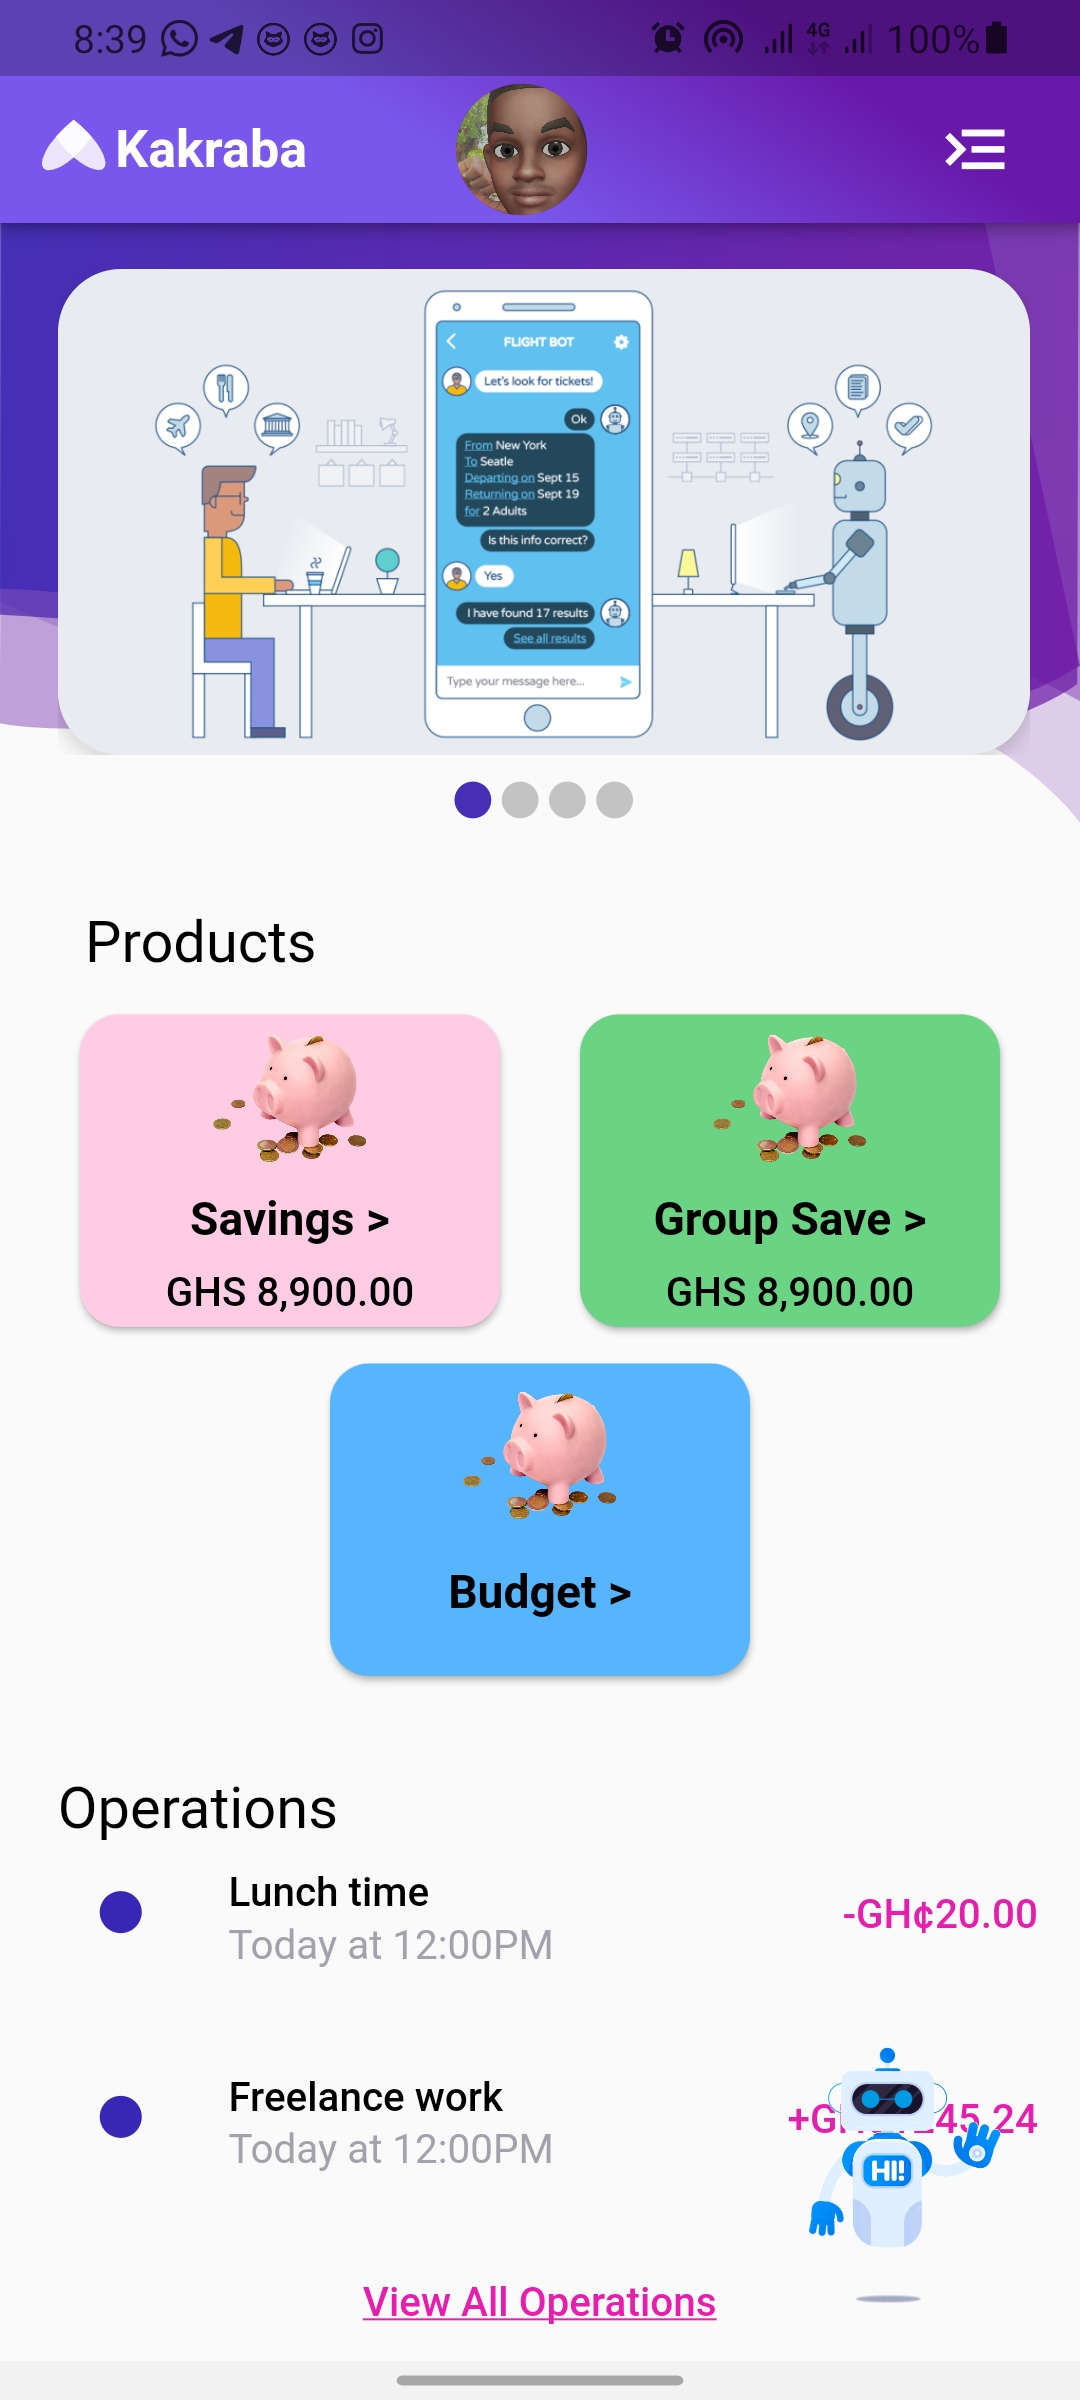 8:39
4G
100%
Kakraba
FLIGHT BOT
Let's look for tickets!
Ok
From New York
To Seatle
Departing on Sept 15
Returning on Sept 19
for 2 Adults
Is this info correct?
Yes
I have found 17 results
See all results
Type your message here...
Products
Savings >
GHS 8,900.00
Group Save >
GHS 8,900.00
Budget >
Operations
Lunch time
-GH¢20.00
Today at 12:00PM
Freelance work
Today at 12:00PM
HI!
View All Operations